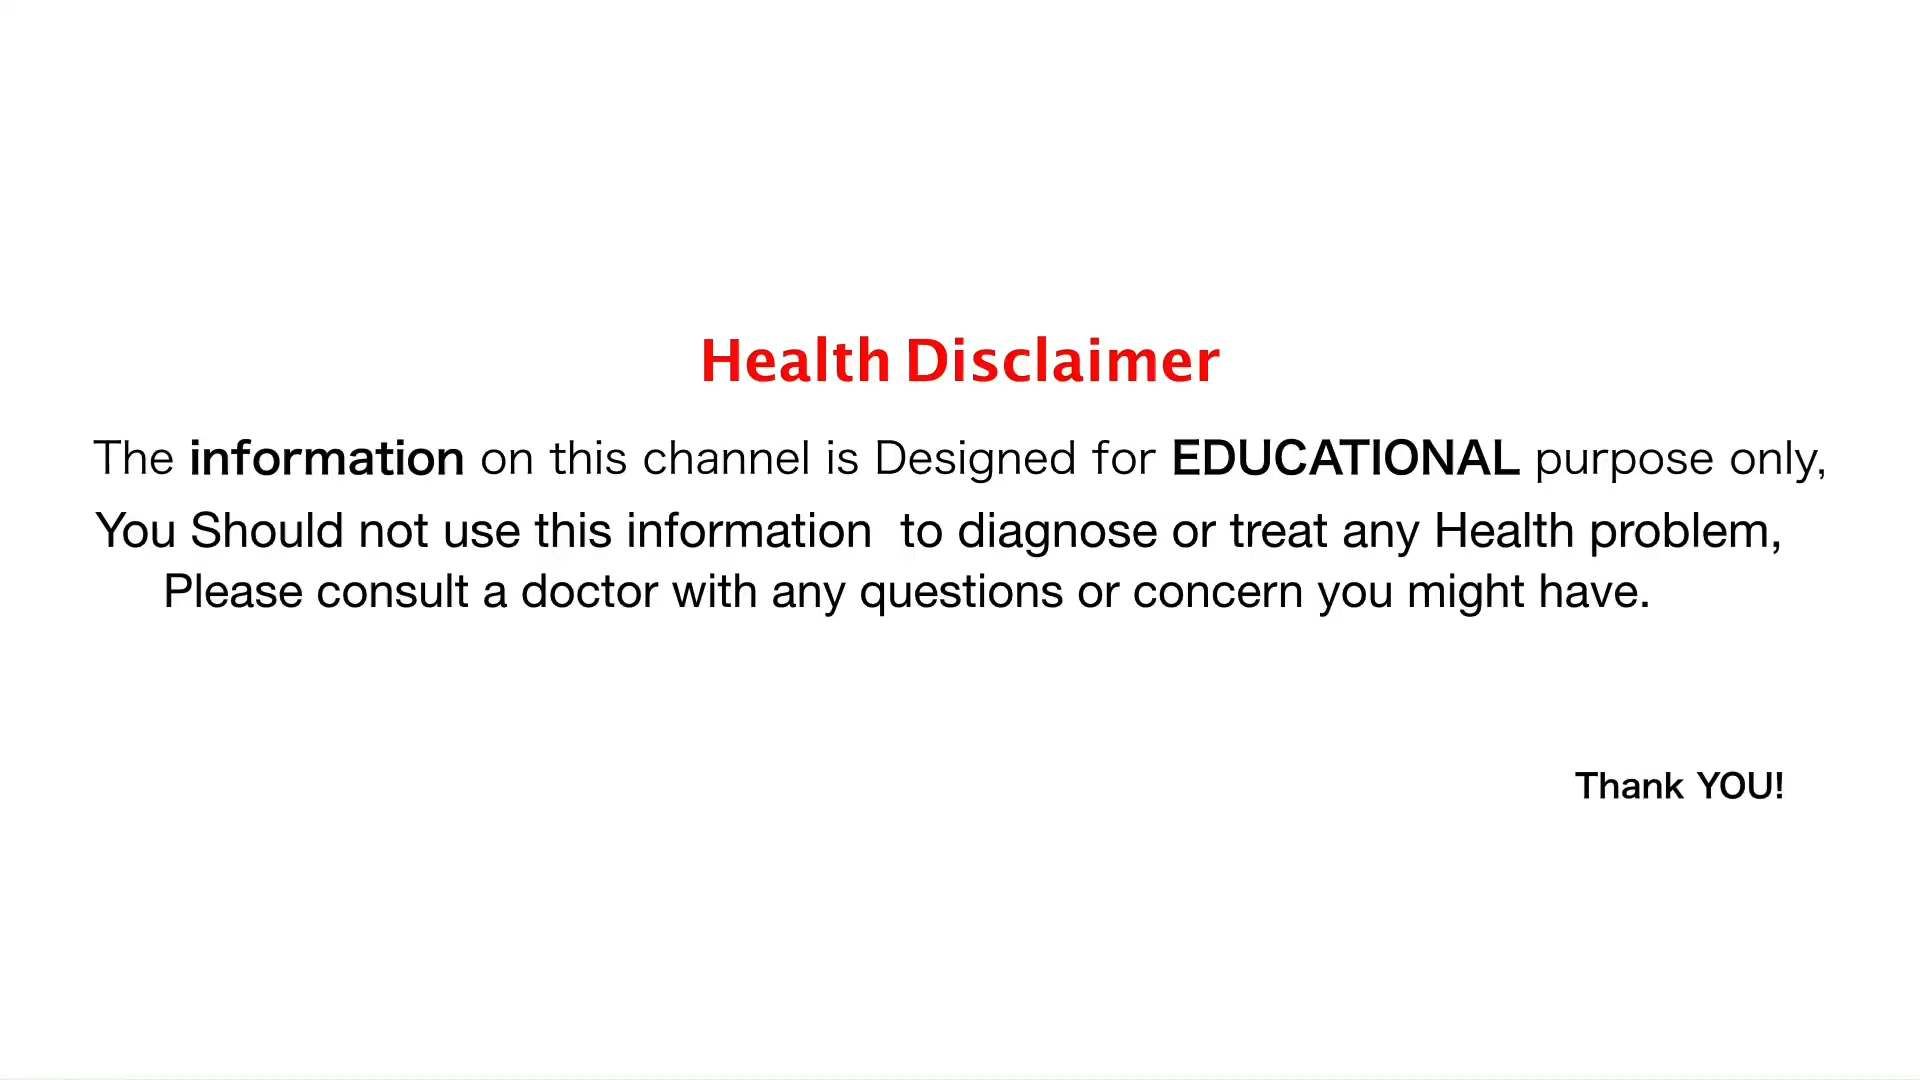 Health Disclaimer
The information on this channel is Designed for EDUCATIONAL purpose only,
You Should not use this information  to diagnose or treat any Health problem,
Please consult a doctor with any questions or concern you might have.
Thank YOU!